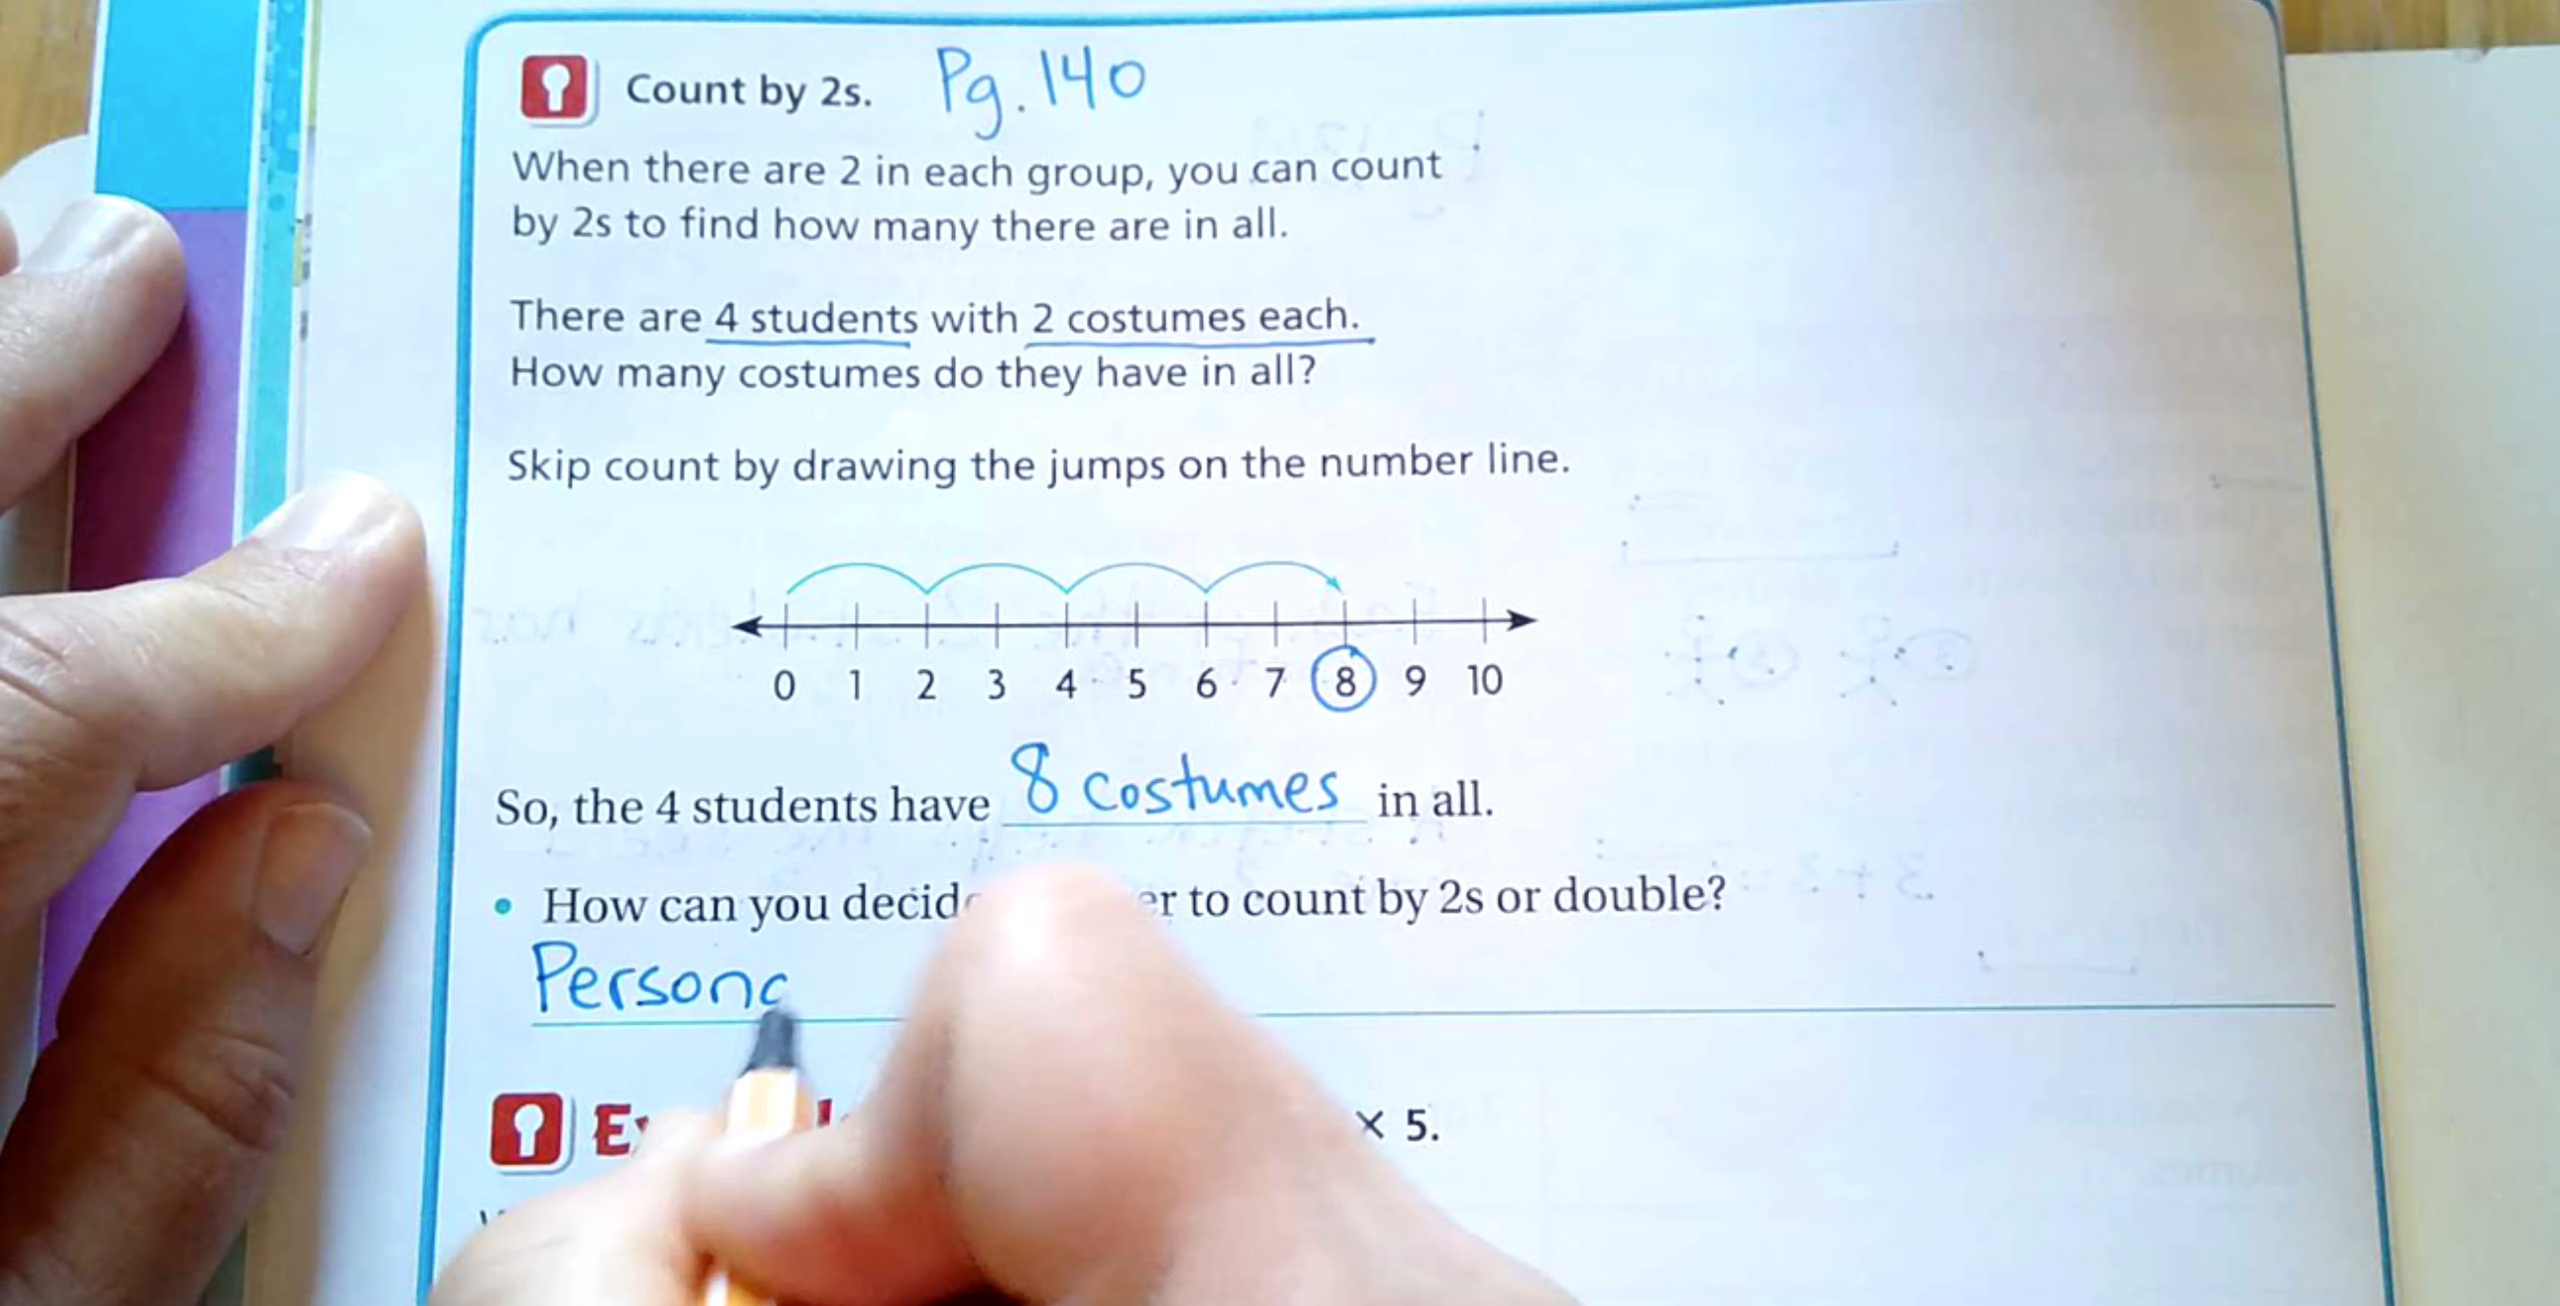 Count by 2s. Pg. 140
When there are 2 in each group, you can count
by 2s to find how many there are in all.
There are 4 students with 2 costumes each.
How many costumes do they have in all?
Skip count by drawing the jumps on the number line.
0 1 2 3 4 5 6 7 8 9 10
So, the 4 students have 8 costumes in all.
• How can you to count by 2s or double?
× 5.